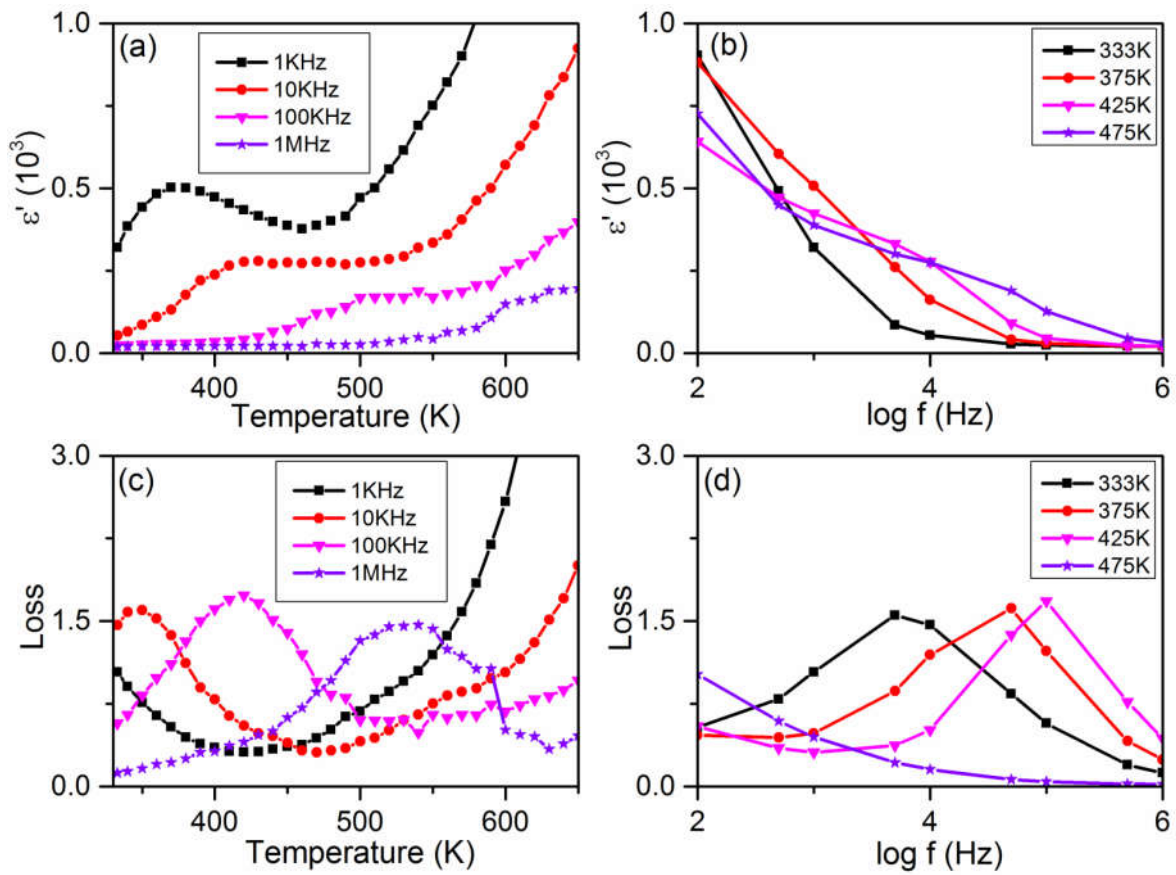 (a)
1KHz
10KHz
100KHz
1MHz
ε' (10³)
1.0
0.5
0.0
400 500 600
Temperature (K)
(b)
333K
375K
425K
475K
ε' (10³)
1.0
0.5
0.0
2 4 6
log f (Hz)
(c)
1KHz
10KHz
100KHz
1MHz
Loss
3.0
1.5
0.0
400 500 600
Temperature (K)
(d)
333K
375K
425K
475K
Loss
3.0
1.5
0.0
2 4 6
log f (Hz)